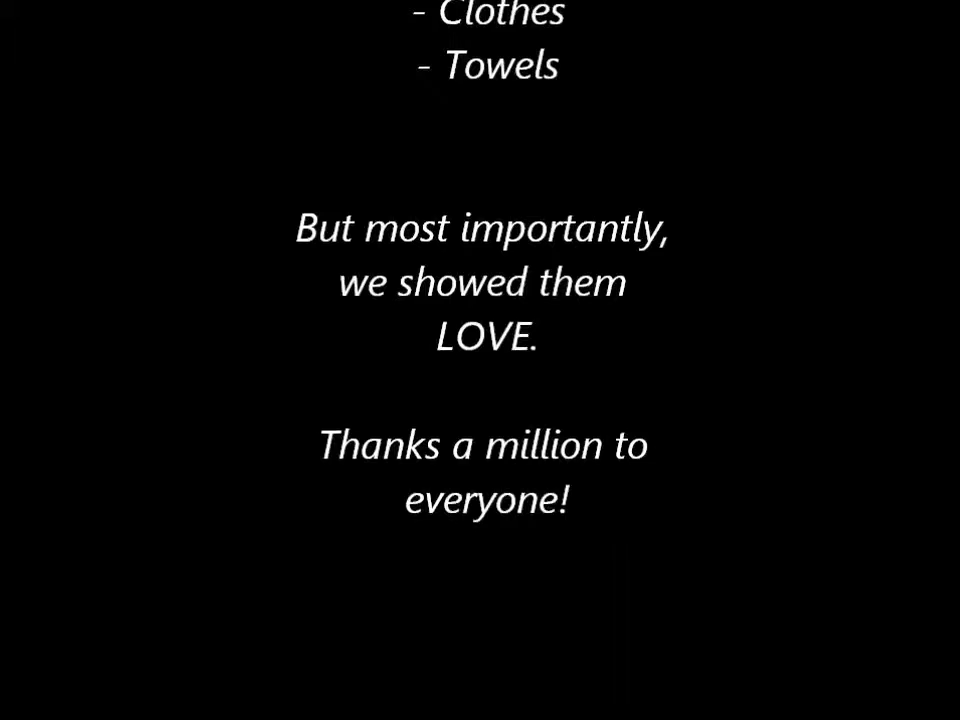 - Clothes
- Towels
But most importantly,
we showed them
LOVE.
Thanks a million to
everyone!